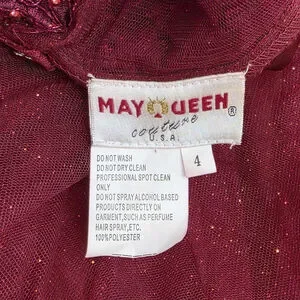 MAY QUEEN®
couture
U.S.A.
4
DO NOT WASH
DO NOT DRY CLEAN
PROFESSIONAL SPOT CLEAN
ONLY
DO NOT SPRAY ALCOHOL BASED
PRODUCTS DIRECTLY ON
GARMENT,SUCH AS PERFUME
HAIR SPRAY,ETC.
100%POLYESTER